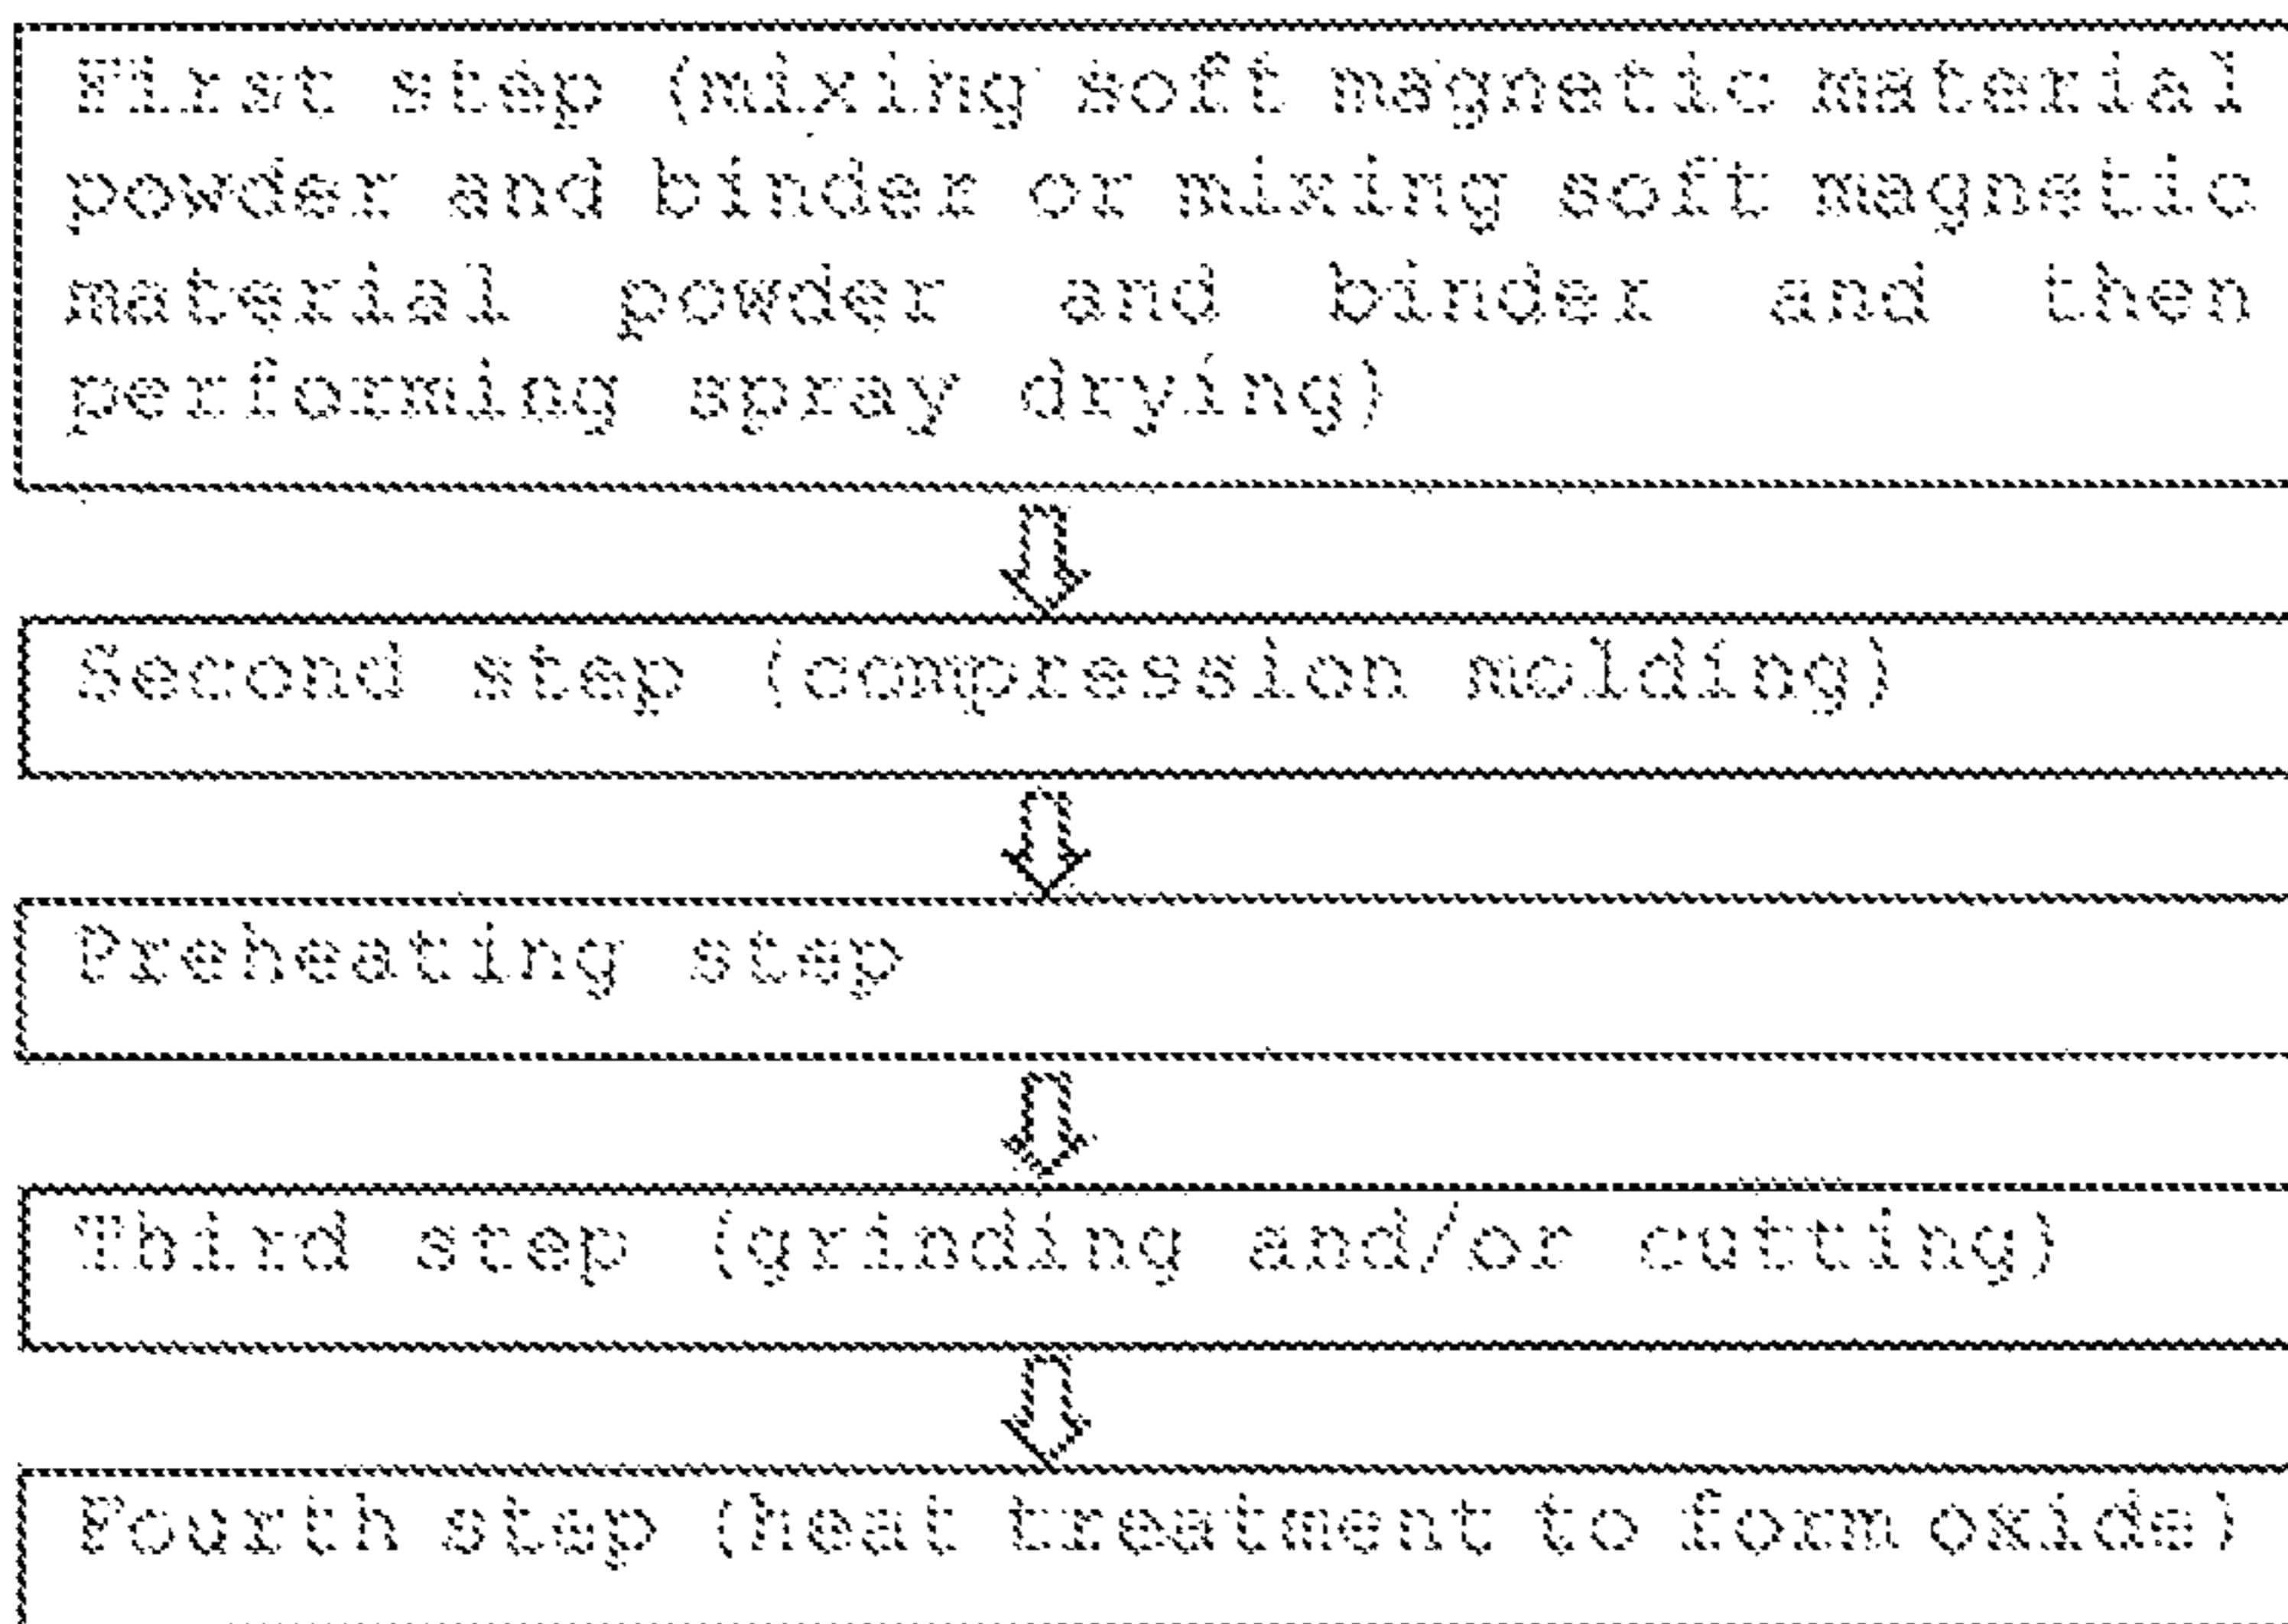 First step (mixing soft magnetic material
powder and binder or mixing soft magnetic
material powder and binder and then
performing spray drying)
Second step (compression molding)
Preheating step
Third step (grinding and/or cutting)
Fourth step (heat treatment to form oxide)